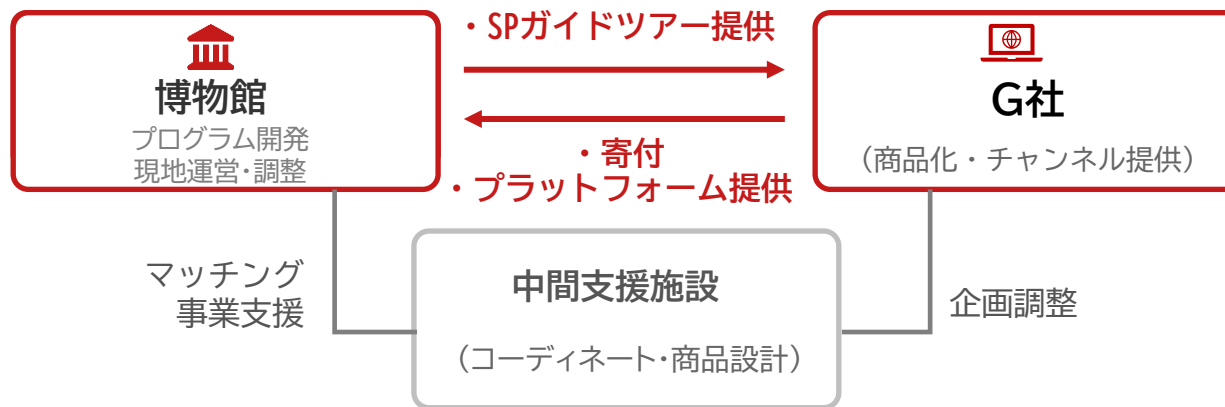 ・SPガイドツアー提供
博物館
プログラム開発
現地運営・調整
G社
(商品化・チャンネル提供)
・寄付
・プラットフォーム提供
マッチング
事業支援
中間支援施設
(コーディネート・商品設計)
企画調整